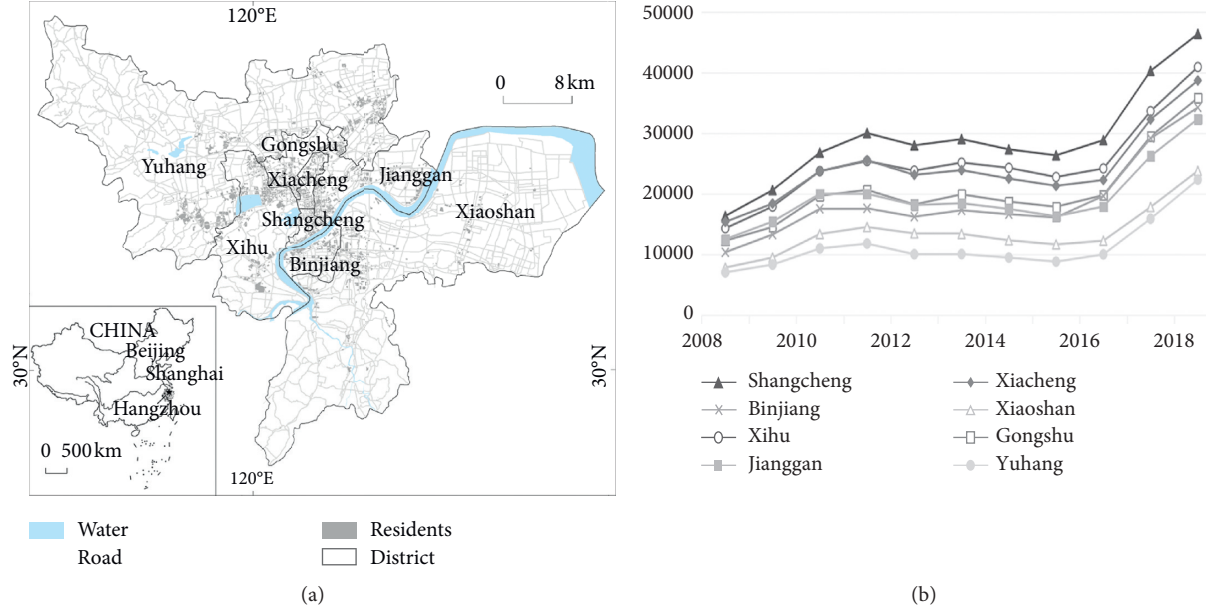 120°E
0 8 km
Gongshu
Yuhang
Jianggan
Xiacheng
Xiaoshan
Shangcheng
Xihu
Binjiang
CHINA
Beijing
Shanghai
Hangzhou
0 500 km
30°N
30°N
120°E
Water
Residents
Road
District
(a)
50000
40000
30000
20000
10000
0
2008 2010 2012 2014 2016 2018
Shangcheng Xiacheng
Binjiang Xiaoshan
Xihu Gongshu
Jianggan Yuhang
(b)